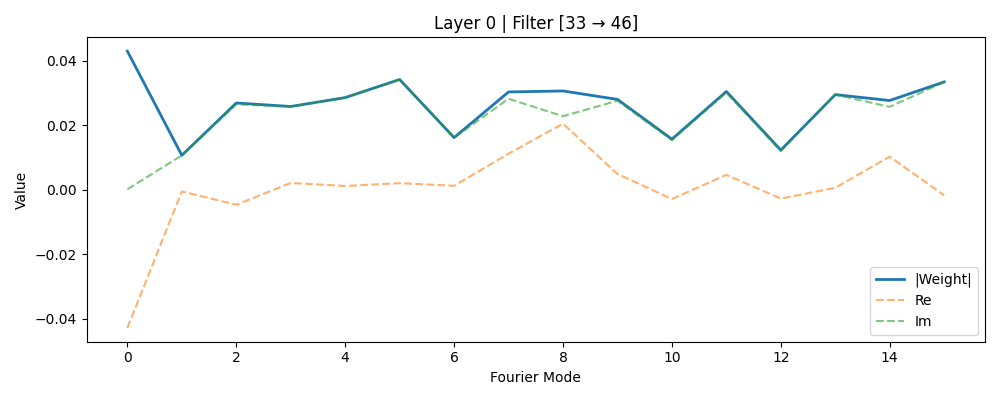 Layer 0 | Filter [33 → 46]
Value
0.04
0.02
0.00
−0.02
−0.04
0 2 4 6 8 10 12 14
Fourier Mode
|Weight|
Re
Im